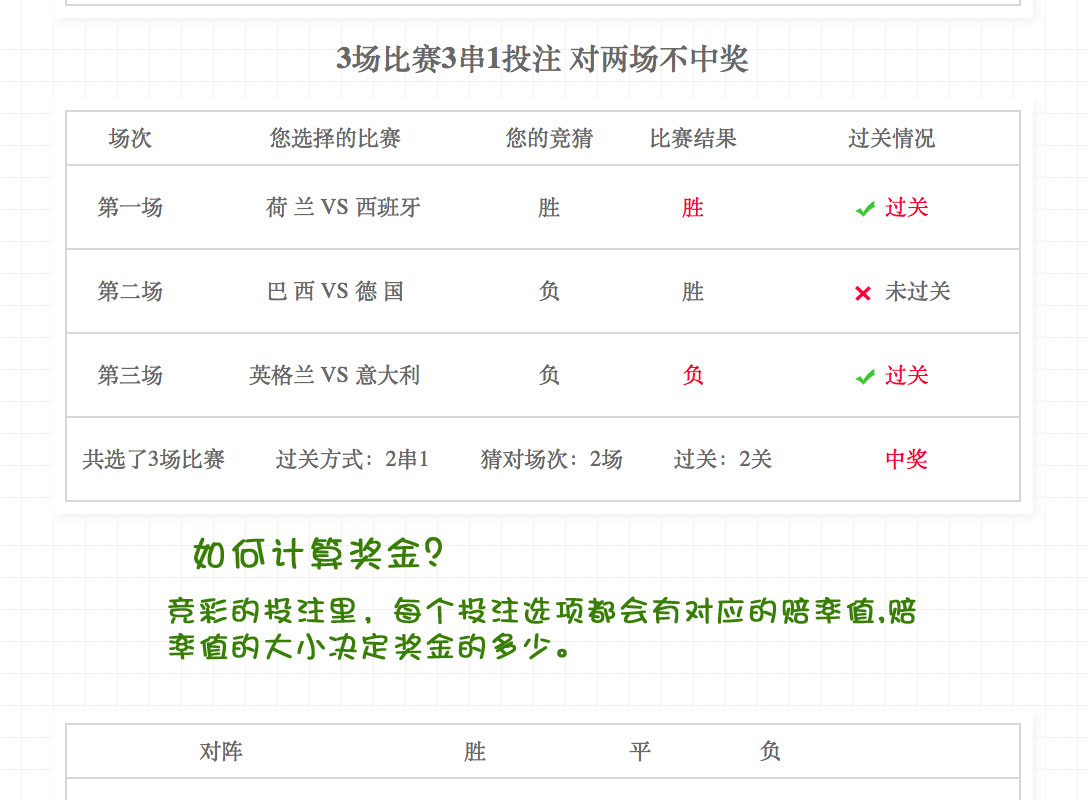 3场比赛3串1投注 对两场不中奖
场次 您选择的比赛 您的竞猜 比赛结果 过关情况
第一场 荷 兰 VS 西班牙 胜 胜 过关
第二场 巴 西 VS 德 国 负 胜 未过关
第三场 英格兰 VS 意大利 负 负 过关
共选了3场比赛 过关方式：2串1 猜对场次：2场 过关：2关 中奖
如何计算奖金？
竞彩的投注里，每个投注选项都会有对应的赔率值,赔
率值的大小决定奖金的多少。
对阵 胜 平 负